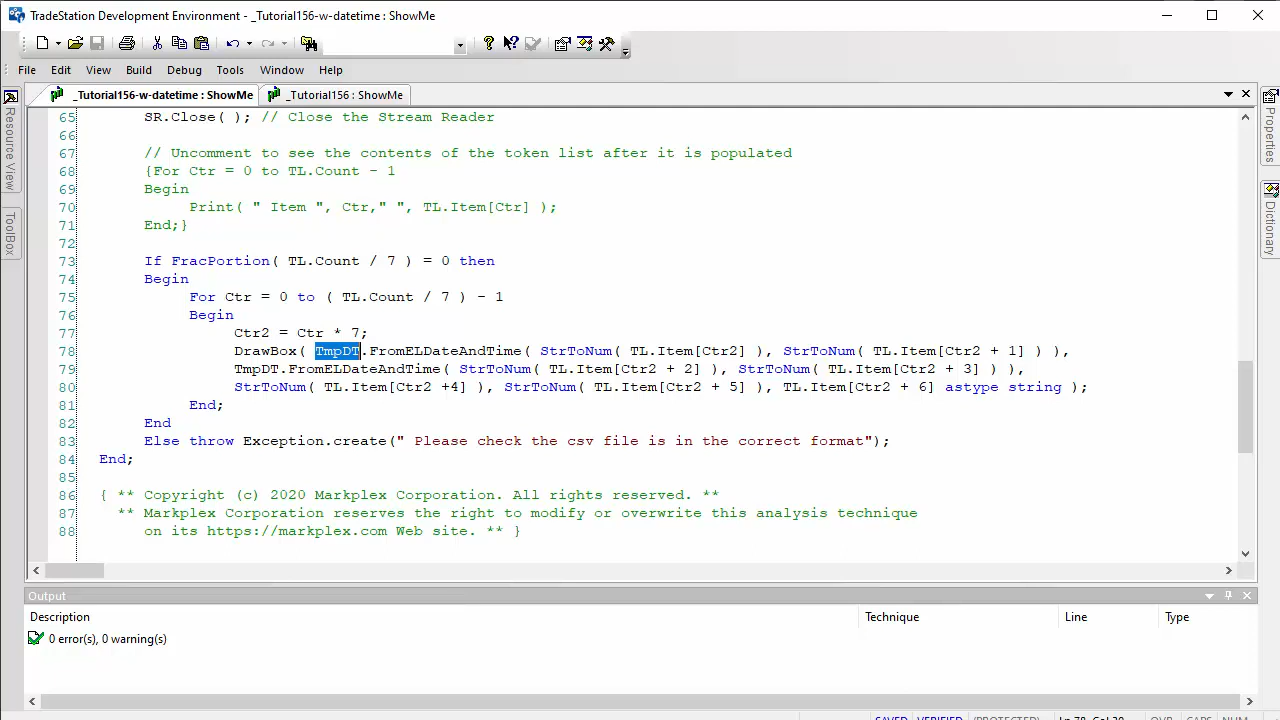 TradeStation Development Environment - _Tutorial156-w-datetime : ShowMe
File Edit View Build Debug Tools Window Help
_Tutorial156-w-datetime : ShowMe _Tutorial156 : ShowMe
Resource View
ToolBox
Properties
Dictionary
65 SR.Close( ); // Close the Stream Reader
66
67 // Uncomment to see the contents of the token list after it is populated
68 {For Ctr = 0 to TL.Count - 1
69 Begin
70 Print( " Item ", Ctr," ", TL.Item[Ctr] );
71 End;}
72
73 If FracPortion( TL.Count / 7 ) = 0 then
74 Begin
75 For Ctr = 0 to ( TL.Count / 7 ) - 1
76 Begin
77 Ctr2 = Ctr * 7;
78 DrawBox( TmpDT.FromELDateAndTime( StrToNum( TL.Item[Ctr2] ), StrToNum( TL.Item[Ctr2 + 1] ) ),
79 TmpDT.FromELDateAndTime( StrToNum( TL.Item[Ctr2 + 2] ), StrToNum( TL.Item[Ctr2 + 3] ) ),
80 StrToNum( TL.Item[Ctr2 +4] ), StrToNum( TL.Item[Ctr2 + 5] ), TL.Item[Ctr2 + 6] astype string );
81 End;
82 End
83 Else throw Exception.create(" Please check the csv file is in the correct format");
84 End;
85
86 { ** Copyright (c) 2020 Markplex Corporation. All rights reserved. **
87 ** Markplex Corporation reserves the right to modify or overwrite this analysis technique
88 on its https://markplex.com Web site. ** }
Output
Description Technique Line Type
0 error(s), 0 warning(s)
SAVED VERIFIED (PROTECTED) Ln 78, Col 30 OVR CAPS NUM